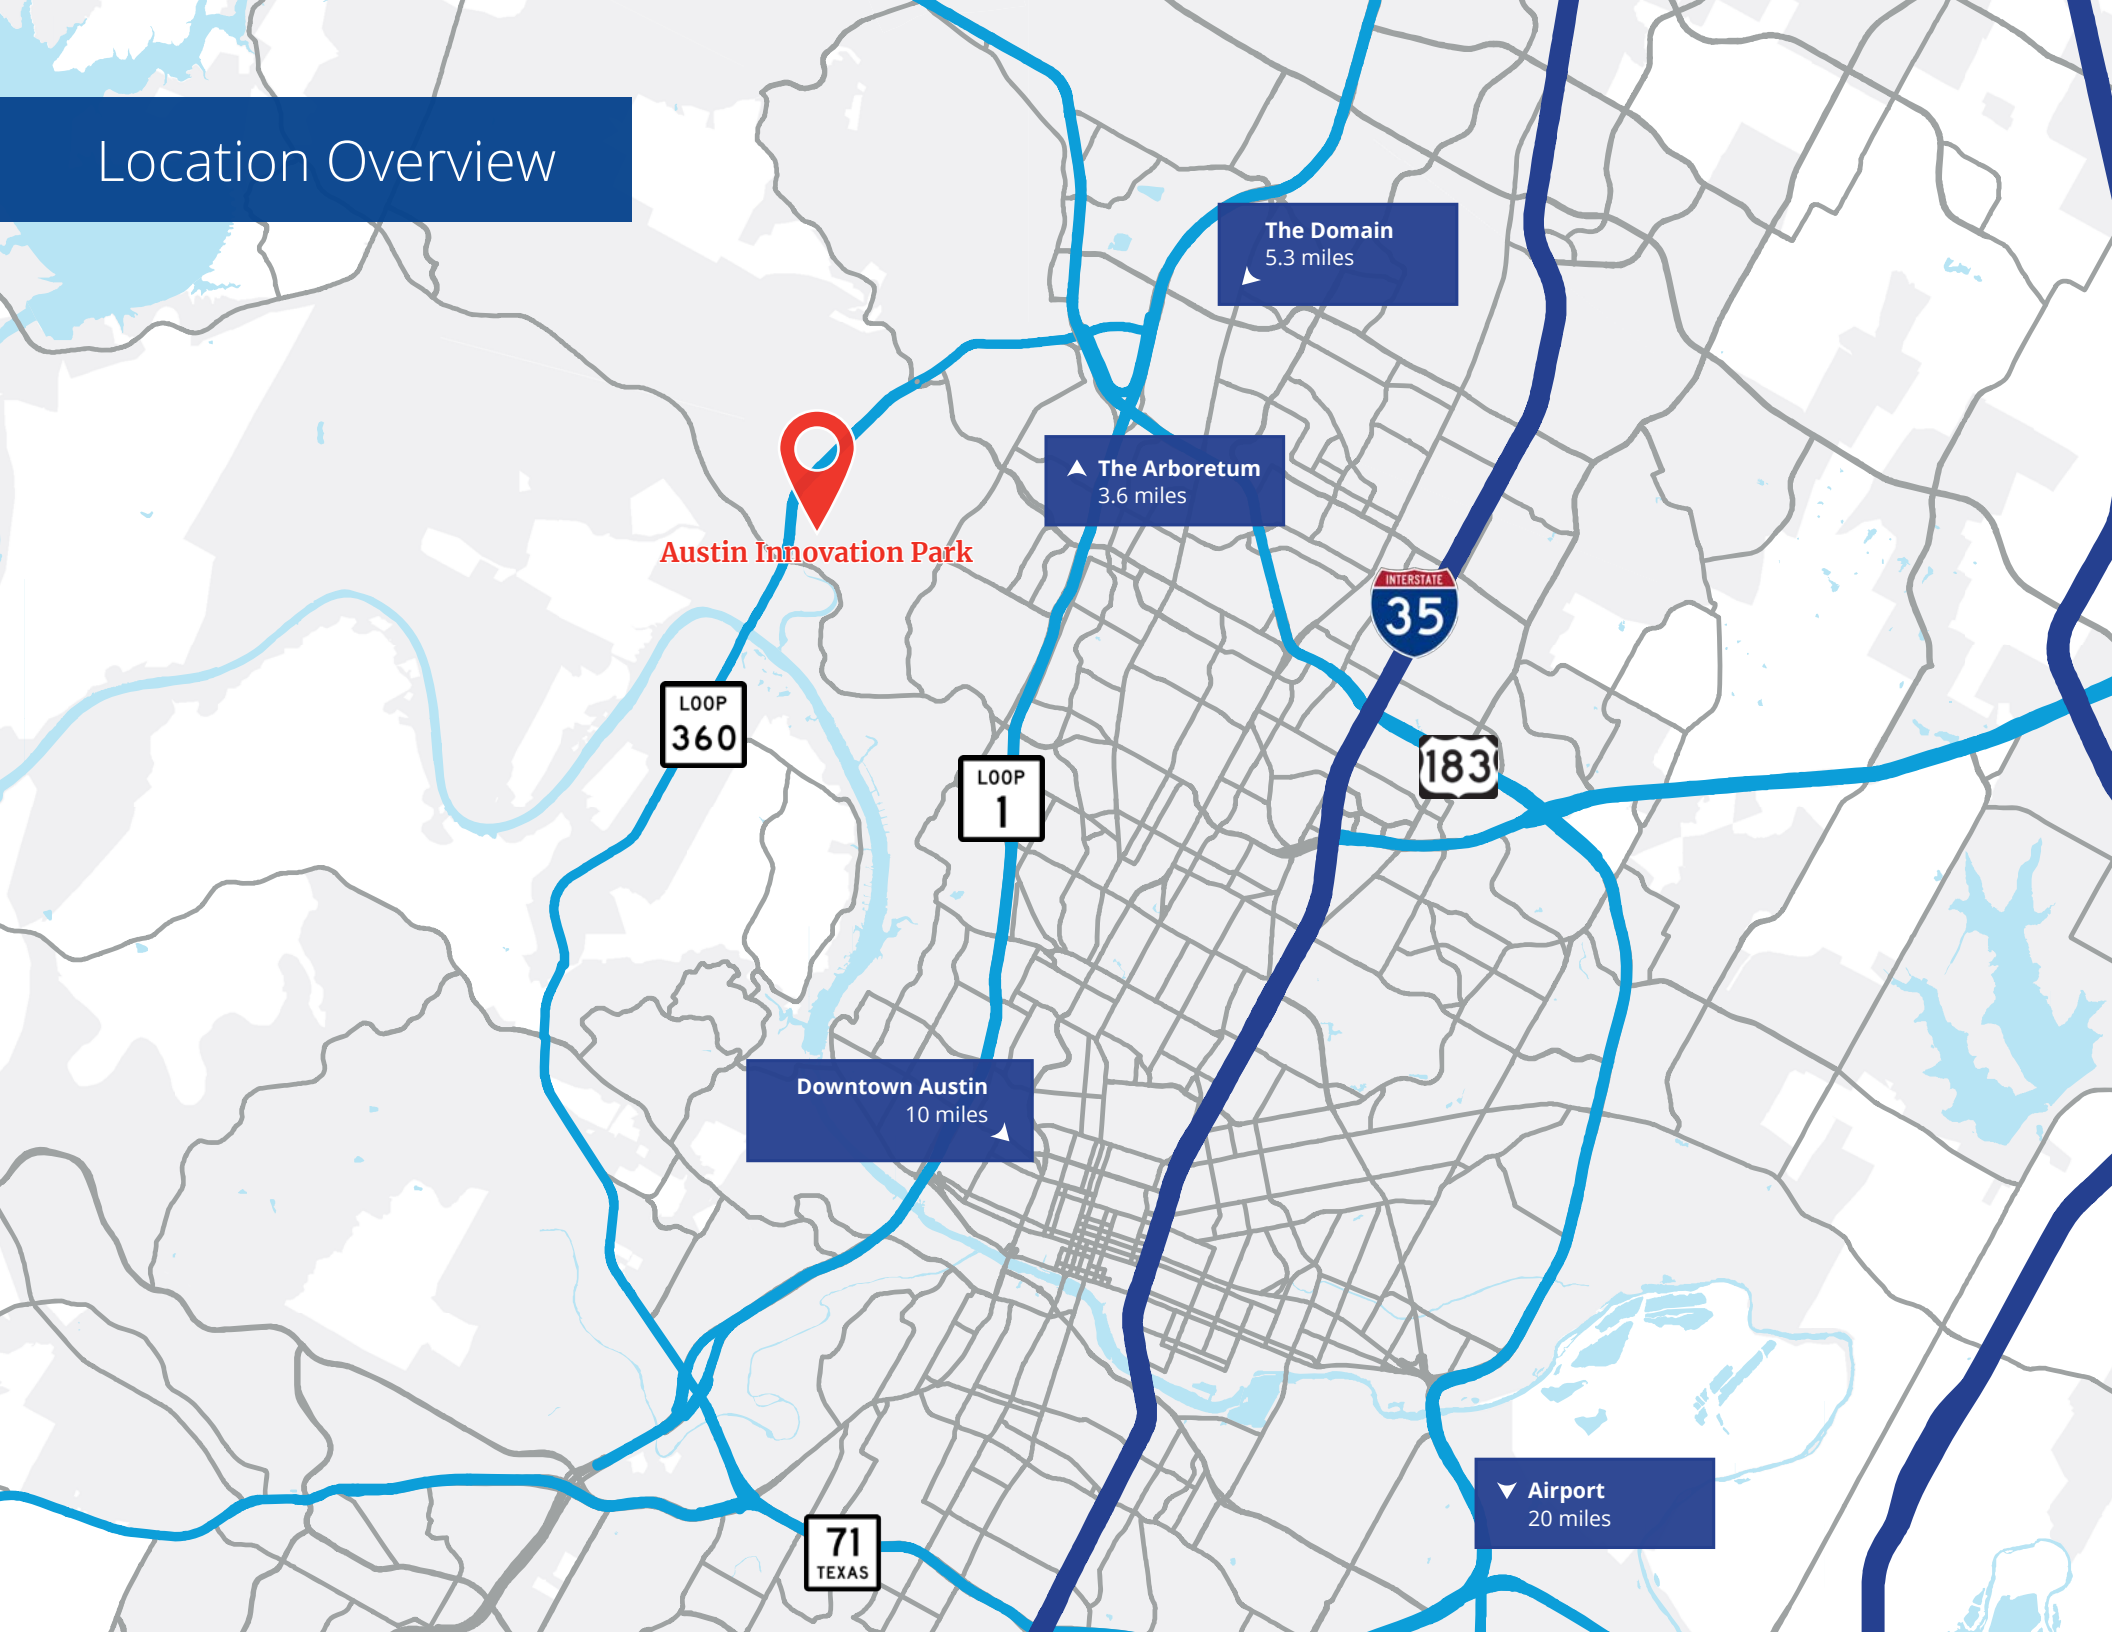 Location Overview
The Domain
5.3 miles
The Arboretum
3.6 miles
Austin Innovation Park
INTERSTATE
35
LOOP
360
LOOP
1
183
Downtown Austin
10 miles
Airport
20 miles
71
TEXAS